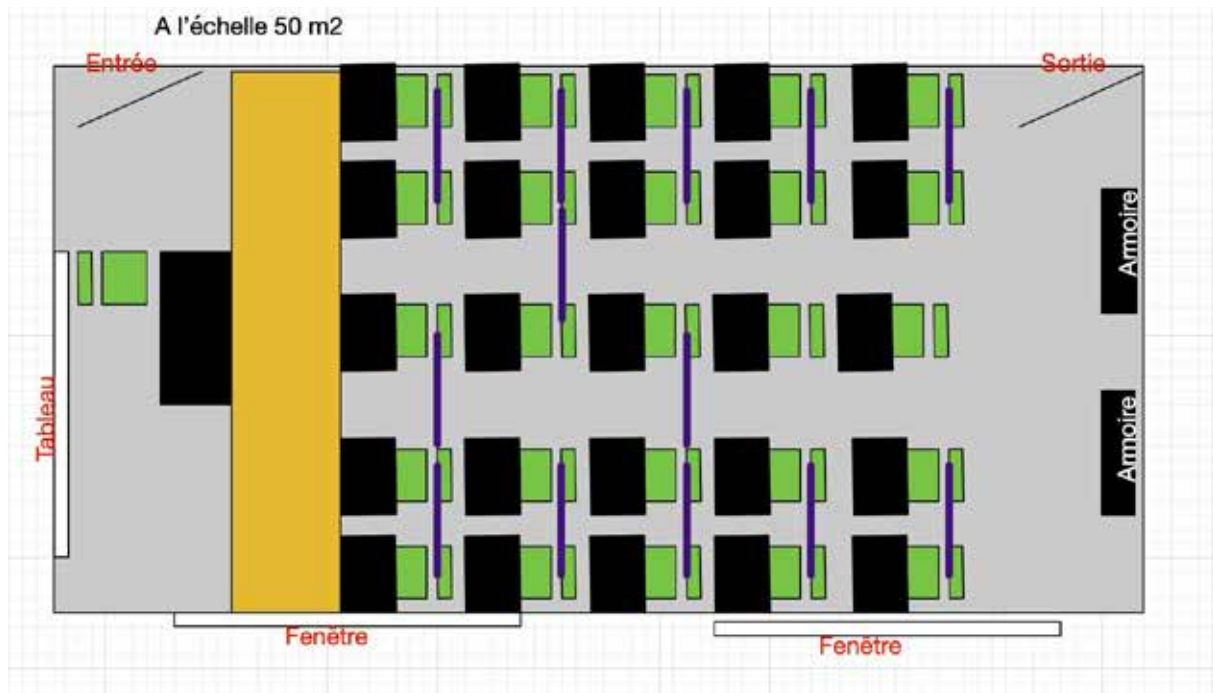 A l'échelle 50 m2
Entrée
Sortie
Armoire
Tableau
Armoire
Fenêtre
Fenêtre